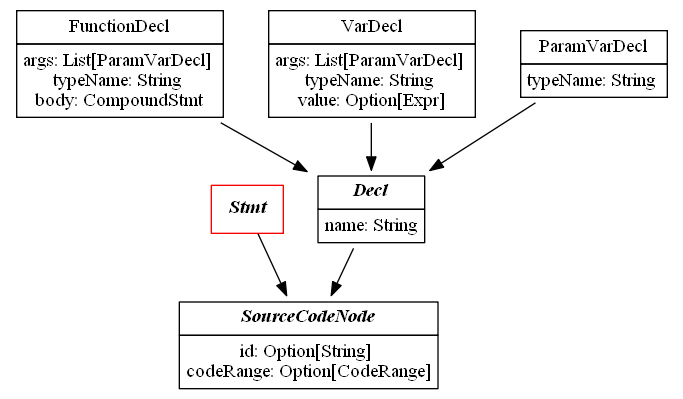 FunctionDecl
args: List[ParamVarDecl]
typeName: String
body: CompoundStmt
VarDecl
args: List[ParamVarDecl]
typeName: String
value: Option[Expr]
ParamVarDecl
typeName: String
Stmt
Decl
name: String
SourceCodeNode
id: Option[String]
codeRange: Option[CodeRange]